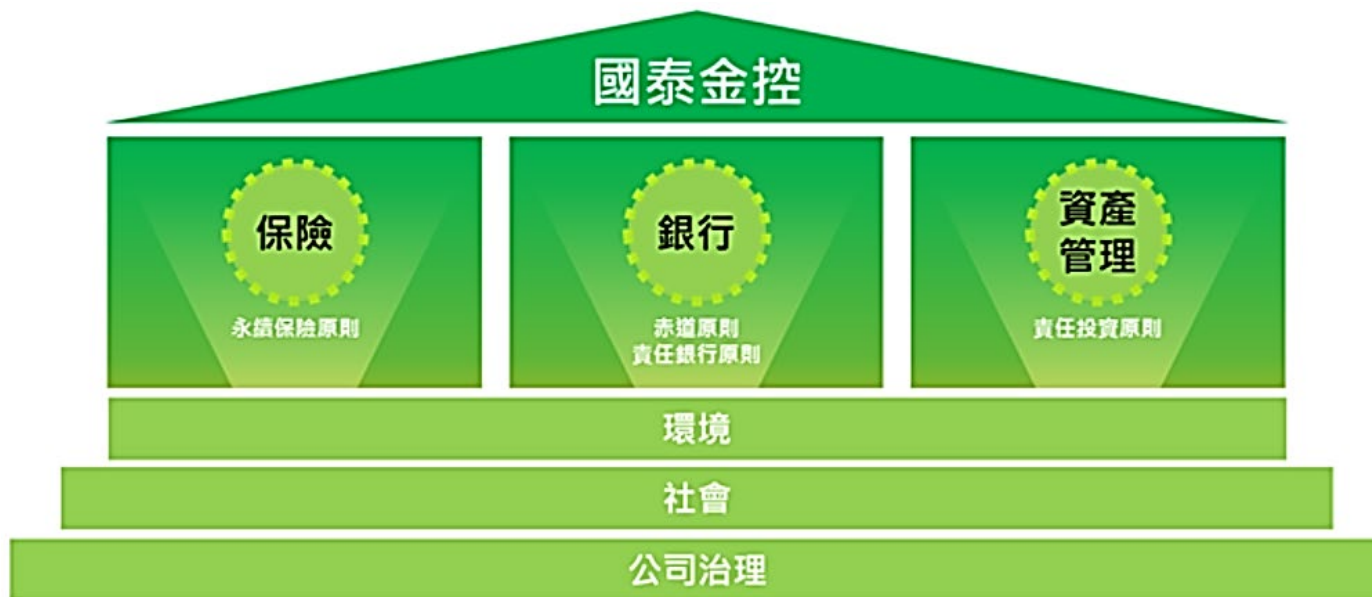 國泰金控
保險
永續保險原則
銀行
赤道原則
責任銀行原則
資產
管理
責任投資原則
環境
社會
公司治理